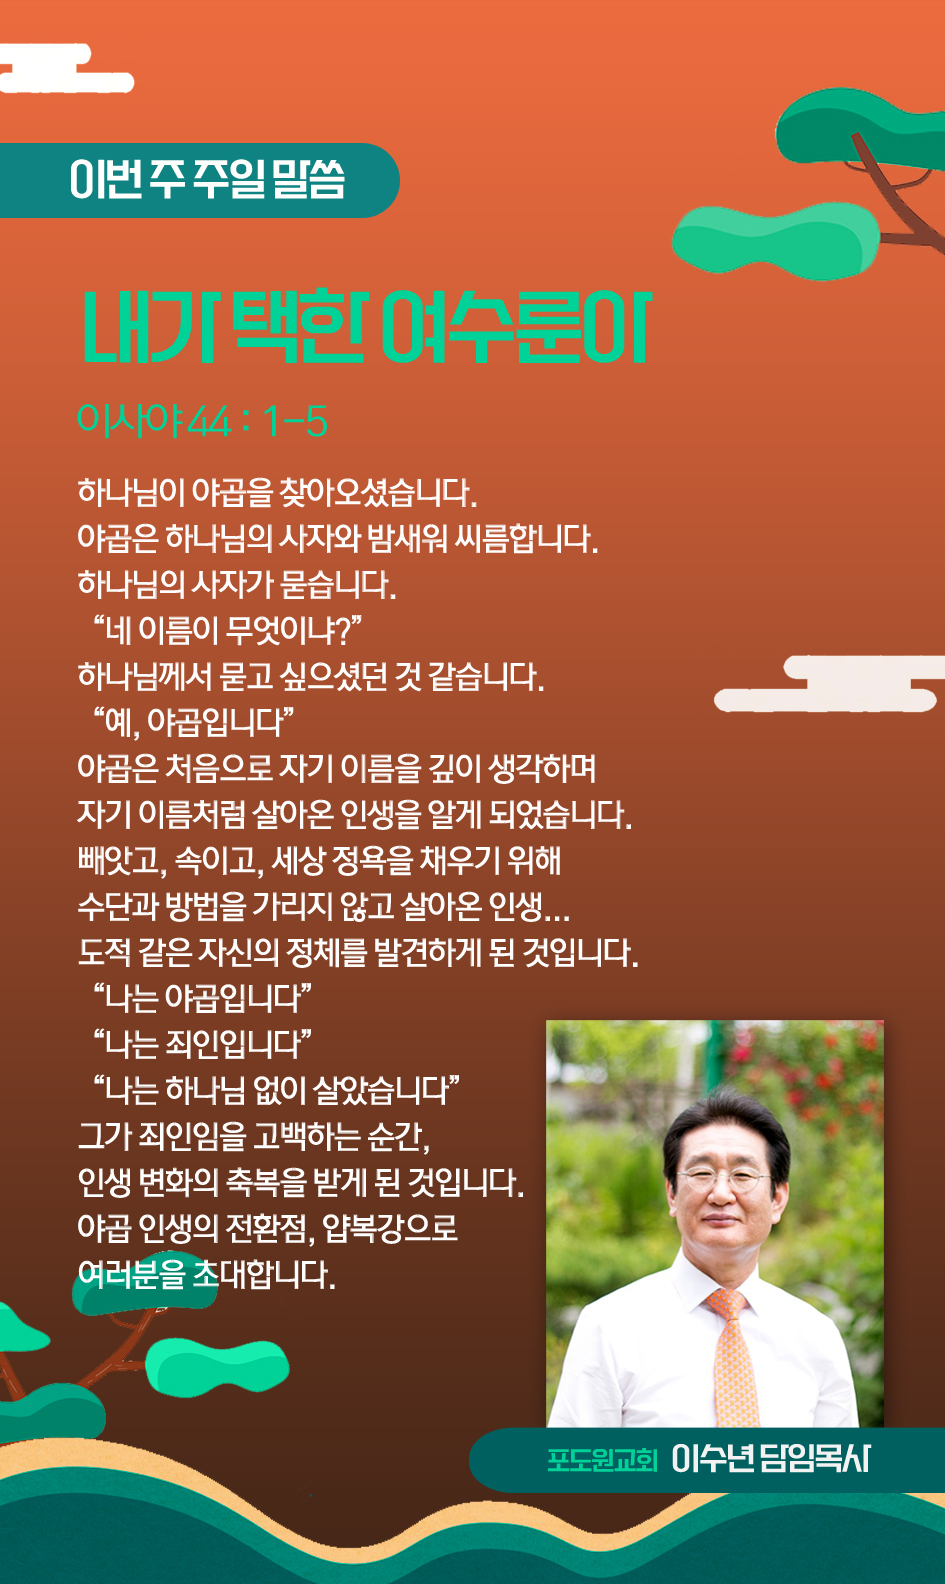 이번 주 주일 말씀
내가 택한 여수룬아
이사야 44 : 1-5
하나님이 야곱을 찾아오셨습니다.
야곱은 하나님의 사자와 밤새워 씨름합니다.
하나님의 사자가 묻습니다.
“네 이름이 무엇이냐?”
하나님께서 묻고 싶으셨던 것 같습니다.
“예, 야곱입니다”
야곱은 처음으로 자기 이름을 깊이 생각하며
자기 이름처럼 살아온 인생을 알게 되었습니다.
빼앗고, 속이고, 세상 정욕을 채우기 위해
수단과 방법을 가리지 않고 살아온 인생...
도적 같은 자신의 정체를 발견하게 된 것입니다.
“나는 야곱입니다”
“나는 죄인입니다”
“나는 하나님 없이 살았습니다”
그가 죄인임을 고백하는 순간,
인생 변화의 축복을 받게 된 것입니다.
야곱 인생의 전환점, 얍복강으로
여러분을 초대합니다.
포도원교회 이수년 담임목사